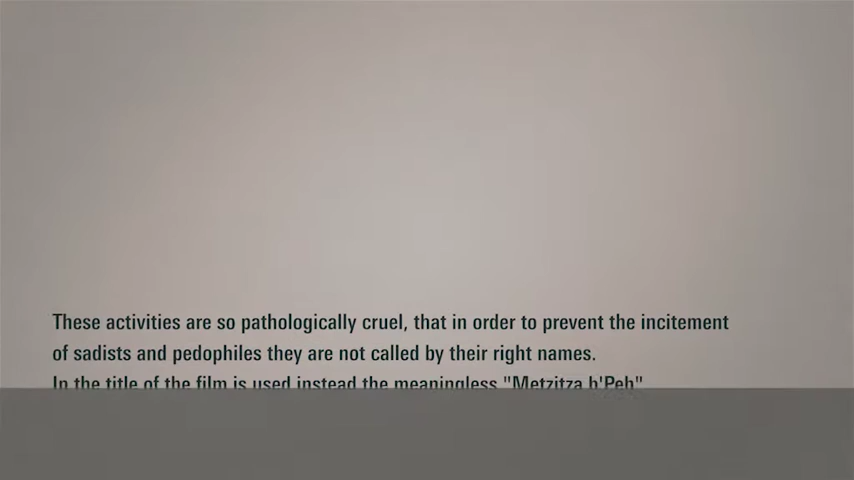 These activities are so pathologically cruel, that in order to prevent the incitement
of sadists and pedophiles they are not called by their right names.
In the title of the film is used instead the meaningless "Metzitza b'Peh"